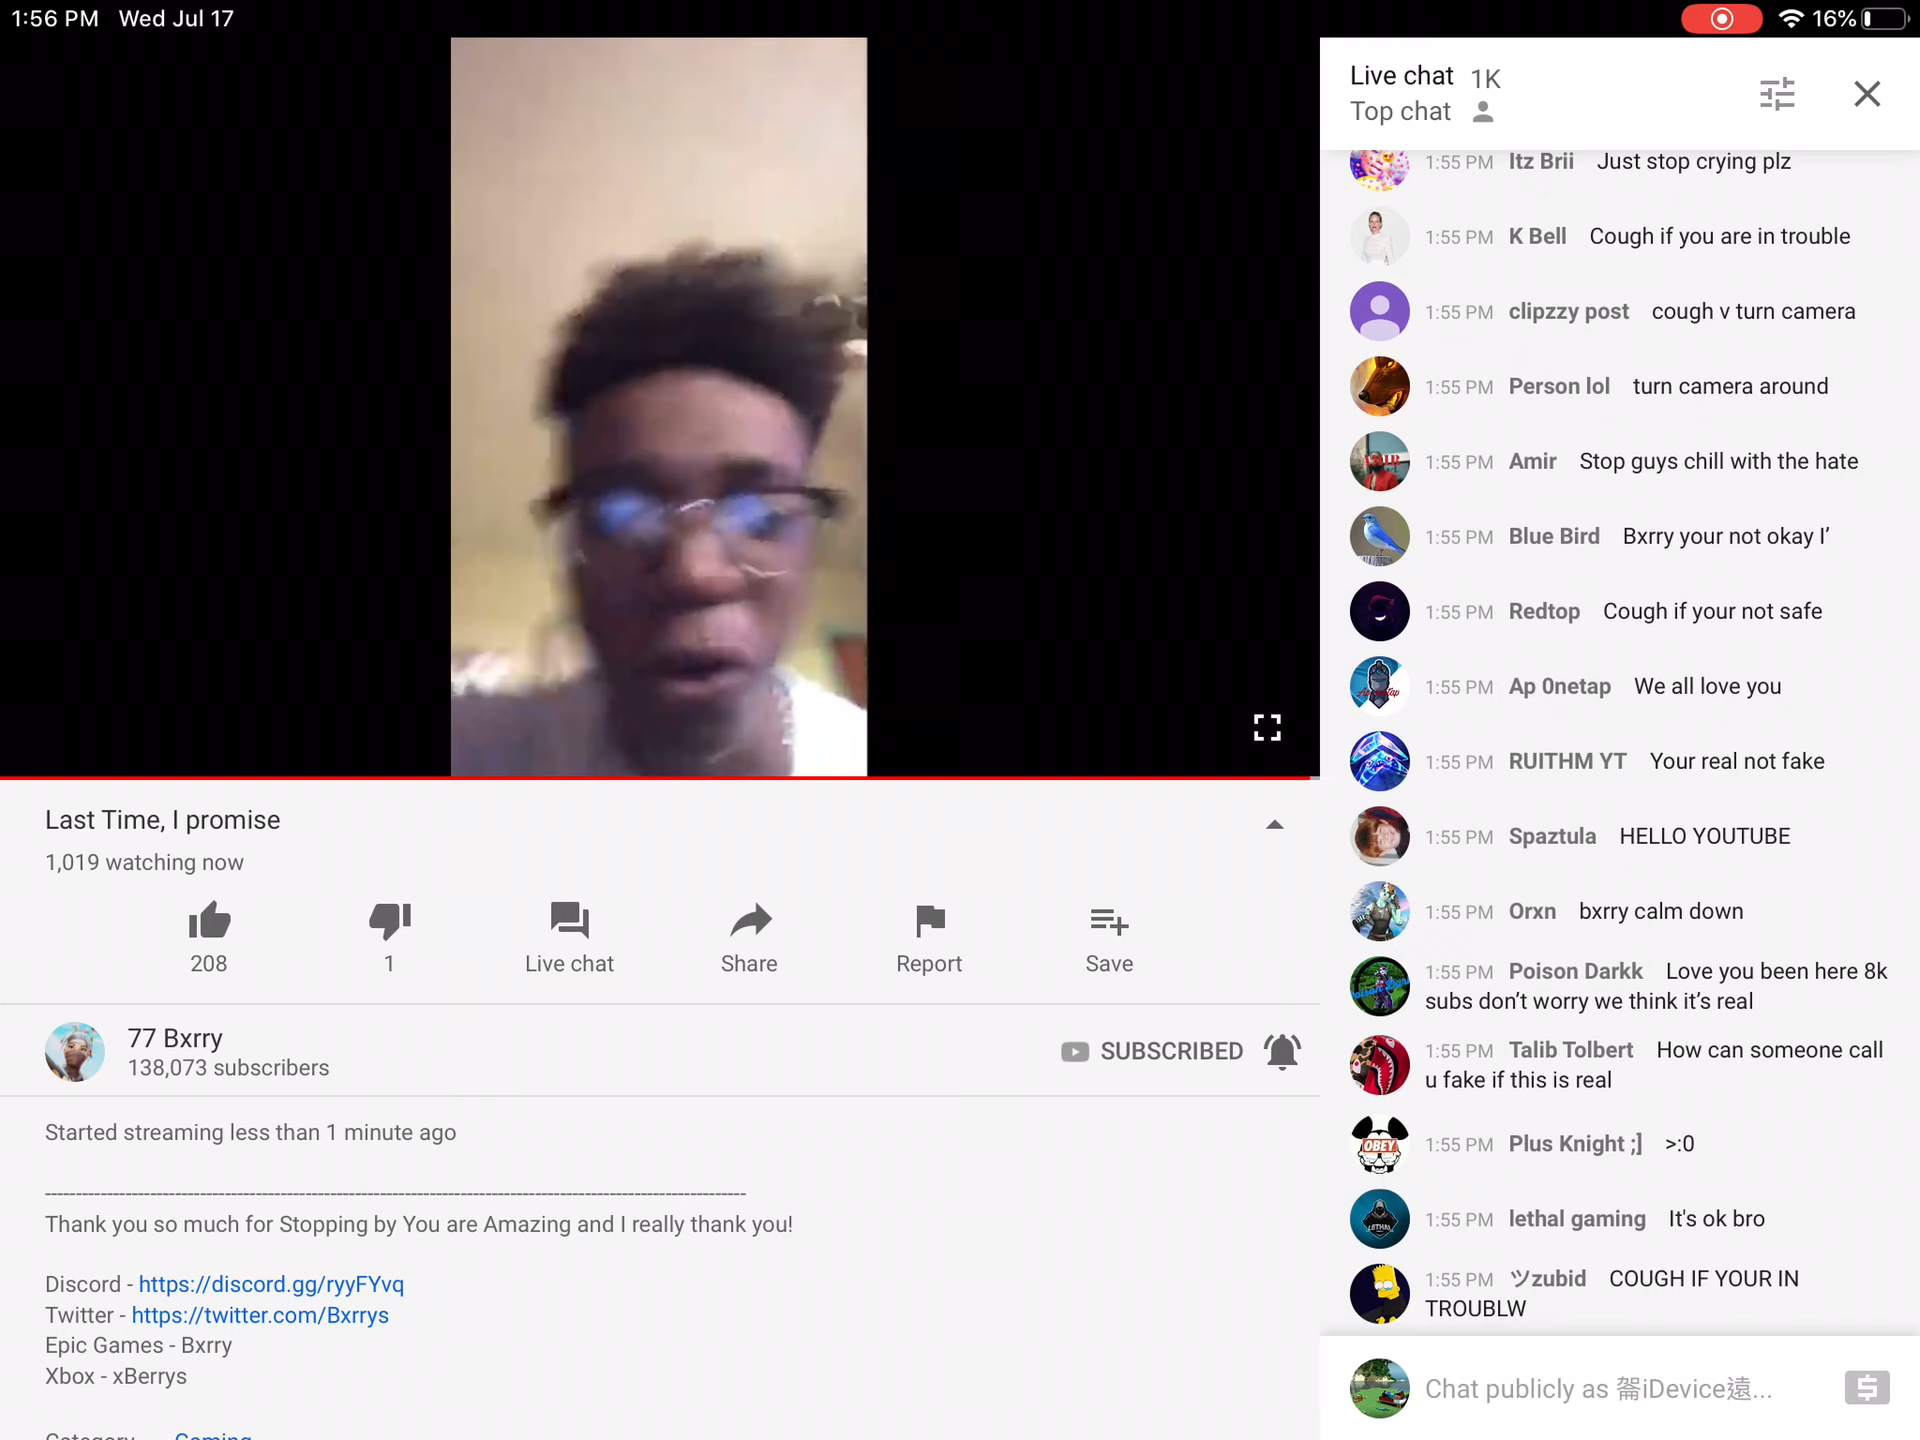 1:56 PM Wed Jul 17
16%
Last Time, I promise
1,019 watching now
208
1
Live chat
Share
Report
Save
77 Bxrry
138,073 subscribers
SUBSCRIBED
Started streaming less than 1 minute ago
Thank you so much for Stopping by You are Amazing and I really thank you!
Discord - https://discord.gg/ryyFYvq
Twitter - https://twitter.com/Bxrrys
Epic Games - Bxrry
Xbox - xBerrys
Category
Gaming
Live chat 1K
Top chat
1:55 PM Itz Brii Just stop crying plz
1:55 PM K Bell Cough if you are in trouble
1:55 PM clipzzy post cough v turn camera
1:55 PM Person lol turn camera around
1:55 PM Amir Stop guys chill with the hate
1:55 PM Blue Bird Bxrry your not okay I’
1:55 PM Redtop Cough if your not safe
1:55 PM Ap 0netap We all love you
1:55 PM RUITHM YT Your real not fake
1:55 PM Spaztula HELLO YOUTUBE
1:55 PM Orxn bxrry calm down
1:55 PM Poison Darkk Love you been here 8k
subs don’t worry we think it’s real
1:55 PM Talib Tolbert How can someone call
u fake if this is real
OBEY
1:55 PM Plus Knight ;] >:0
1:55 PM lethal gaming It's ok bro
1:55 PM ツzubid COUGH IF YOUR IN
TROUBLW
Chat publicly as 篰iDevice遠...